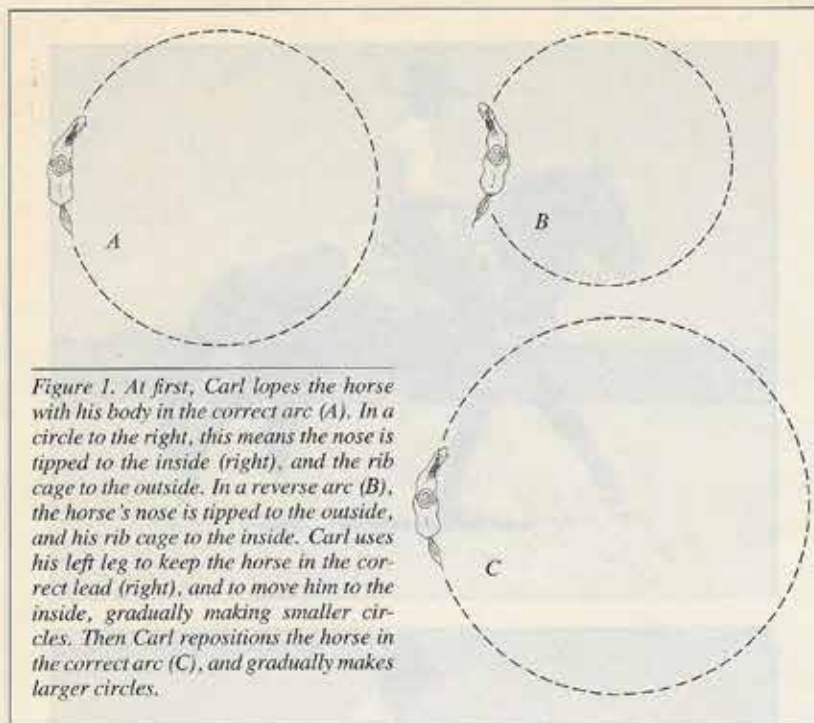 A
B
Figure 1. At first, Carl lopes the horse
with his body in the correct arc (A). In a
circle to the right, this means the nose is
tipped to the inside (right), and the rib
cage to the outside. In a reverse arc (B),
the horse's nose is tipped to the outside,
and his rib cage to the inside. Carl uses
his left leg to keep the horse in the cor-
rect lead (right), and to move him to the
inside, gradually making smaller cir-
cles. Then Carl repositions the horse in
the correct arc (C), and gradually makes
larger circles.
C